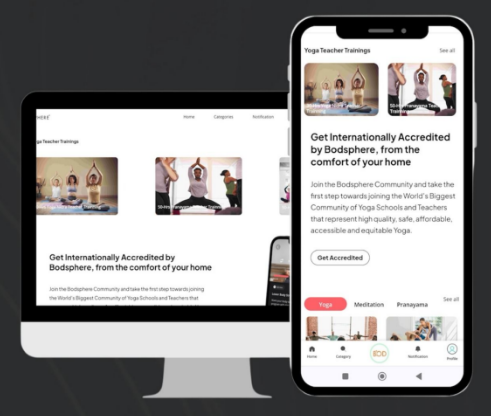 Home Categories Notification
Yoga Teacher Trainings
Get Internationally Accredited by
Bodsphere, from the comfort of your home
Join the Bodsphere Community and take the first step towards joining
the World's Biggest Community of Yoga Schools and Teachers that
Yoga Teacher Trainings
See all
Get Internationally Accredited
by Bodsphere, from the
comfort of your home
Join the Bodsphere Community and take the
first step towards joining the World's Biggest
Community of Yoga Schools and Teachers
that represent high quality, safe, affordable,
accessible and equitable Yoga.
Get Accredited
Yoga Meditation Pranayama See all
Home Category Notification Profile